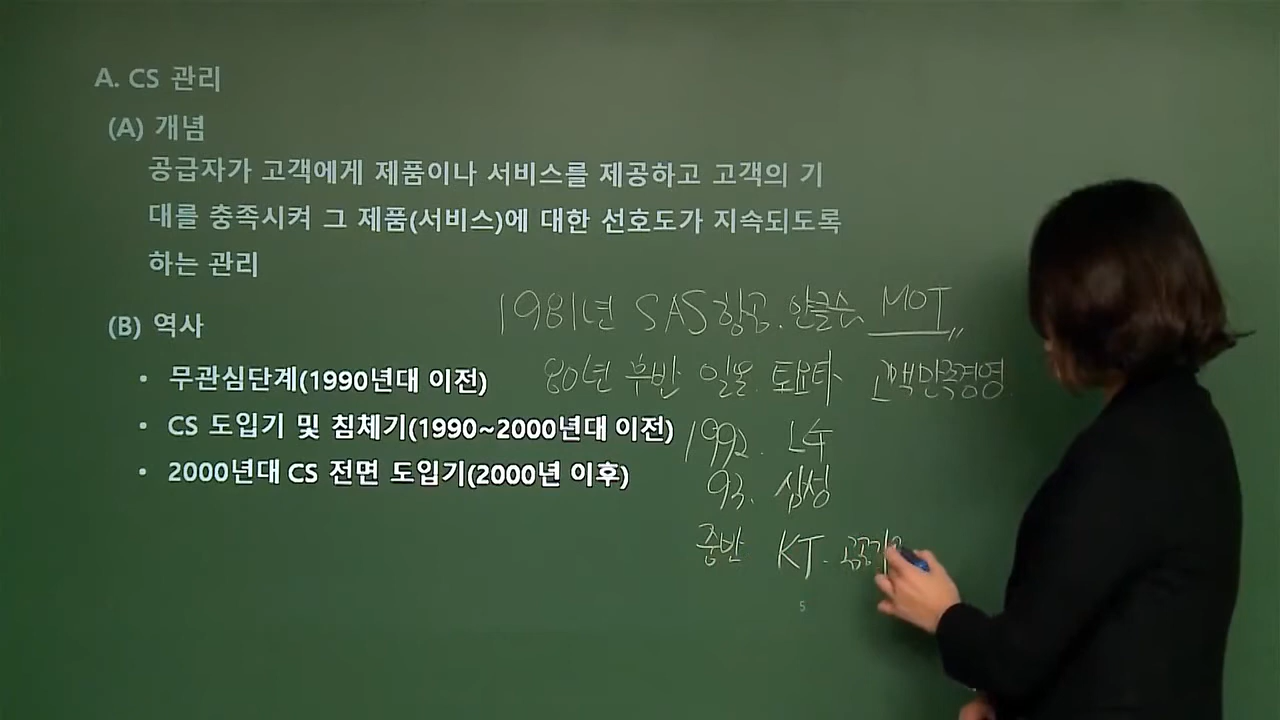 A. CS 관리
(A) 개념
공급자가 고객에게 제품이나 서비스를 제공하고 고객의 기
대를 충족시켜 그 제품(서비스)에 대한 선호도가 지속되도록
하는 관리
1981년 SAS항공. 얀클슨 MOT
(B) 역사
• 무관심단계(1990년대 이전) 80년 후반 일본. 토요타 고객만족경영
• CS 도입기 및 침체기(1990~2000년대 이전) 1992. LG
• 2000년대 CS 전면 도입기(2000년 이후) 93. 삼성
중반 KT.
5